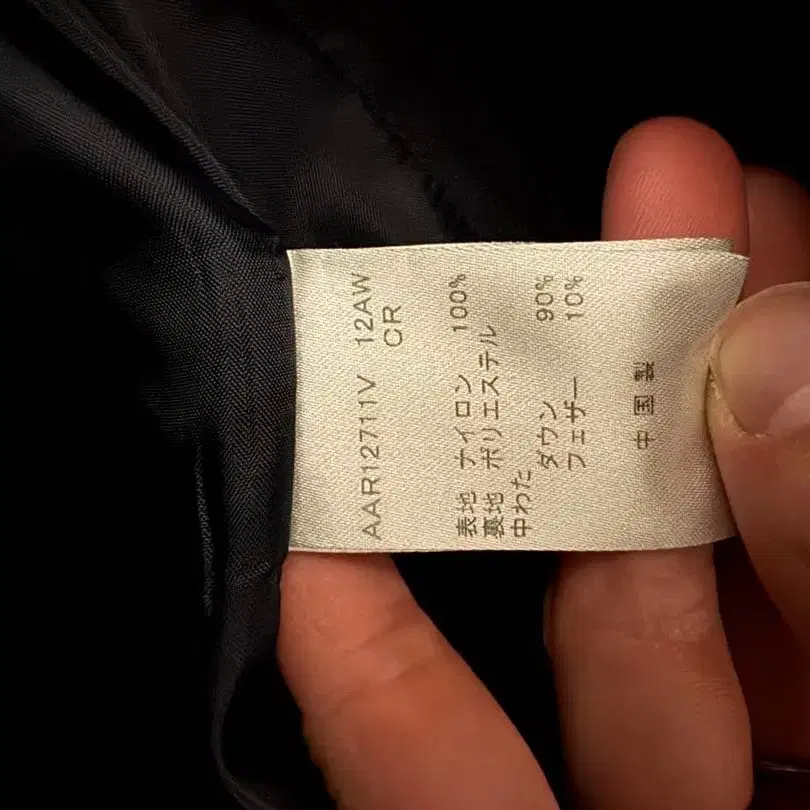 AAR12711V 12AW
CR
表地 ナイロン 100%
裏地 ポリエステル
中わた
ダウン 90%
フェザー 10%
中国製